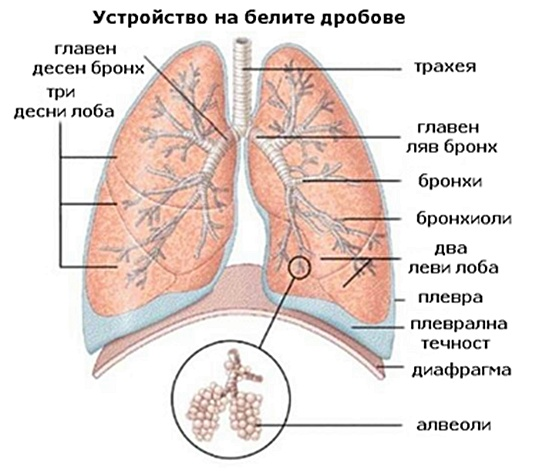 Устройство на белите дробове
главен
десен бронх
три
десни лоба
трахея
главен
ляв бронх
бронхи
бронхиоли
два
леви лоба
плевра
плеврална
течност
диафрагма
алвеоли